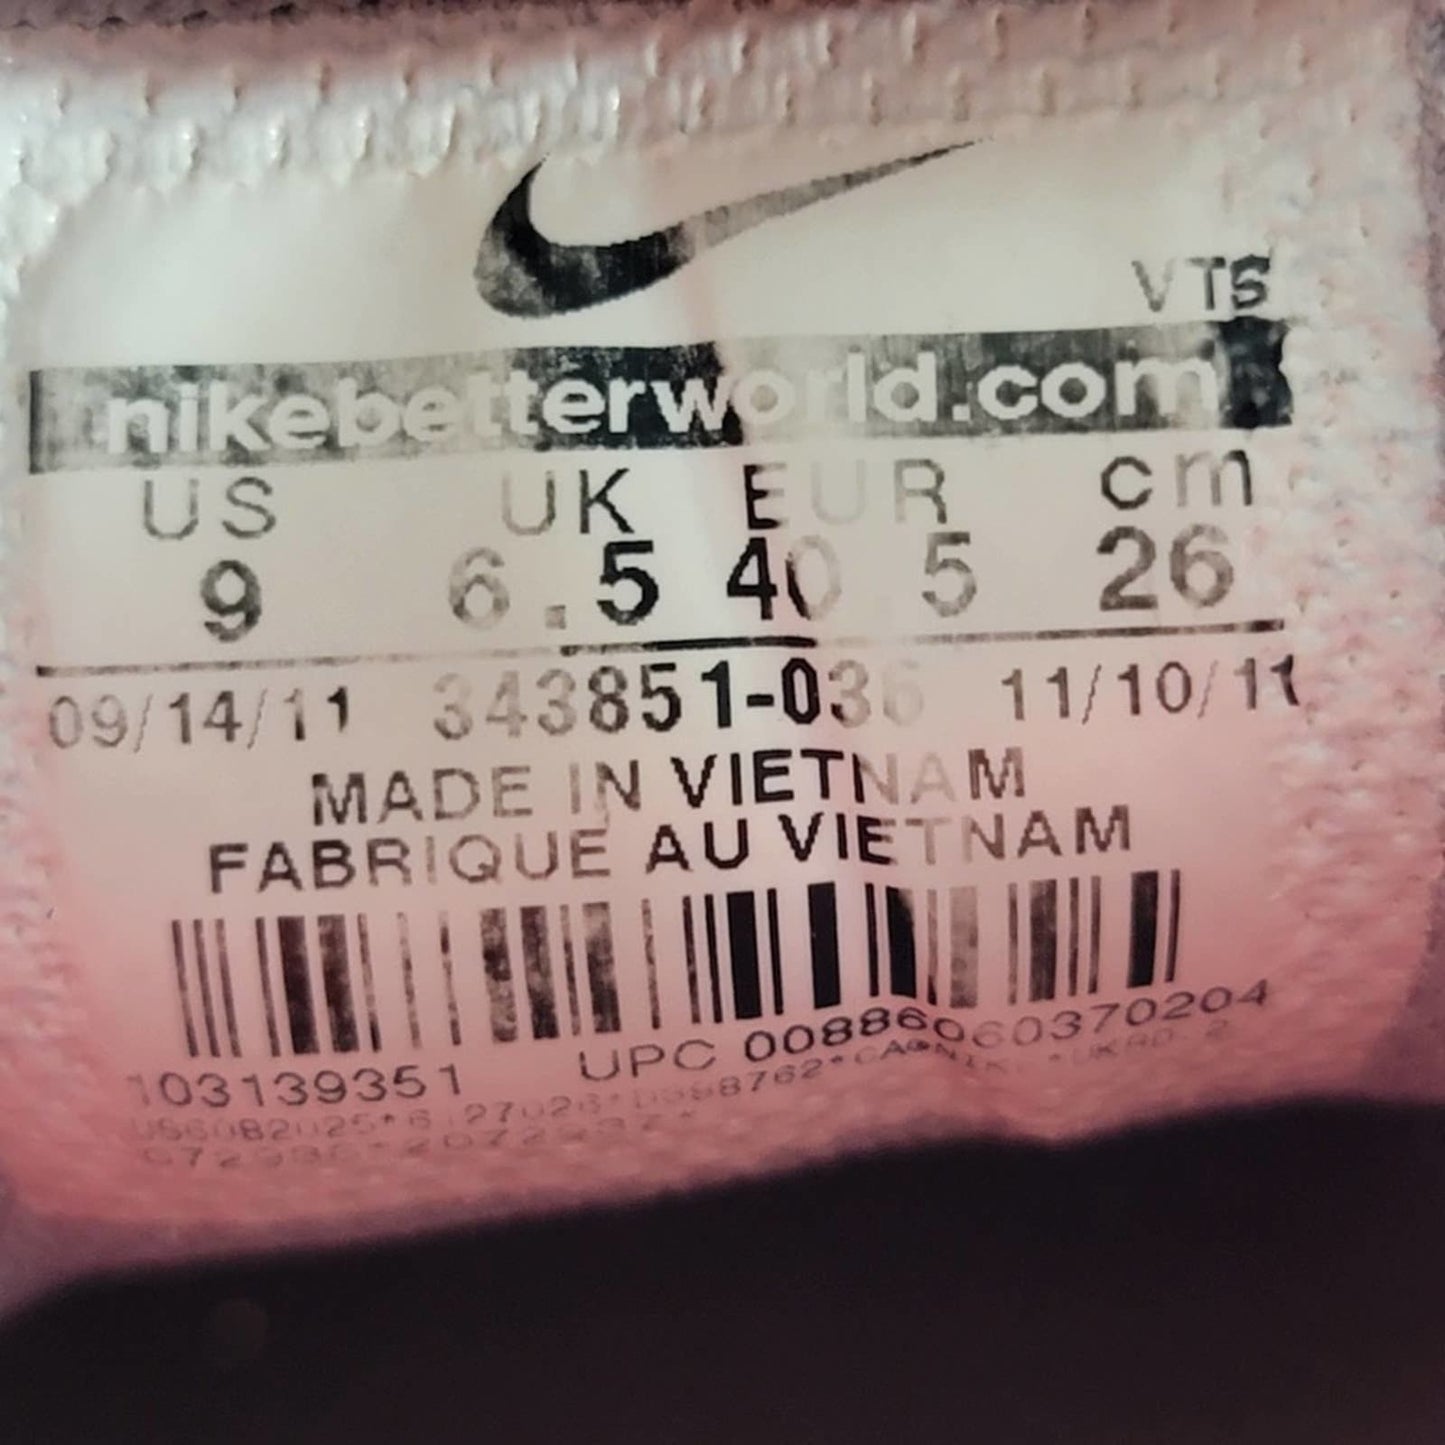 VT5
nikebetterworld.com
US UK EUR cm
9 6.5 40.5 26
09/14/11 343851-036 11/10/11
MADE IN VIETNAM
FABRIQUE AU VIETNAM
103139351 UPC 00886060370204